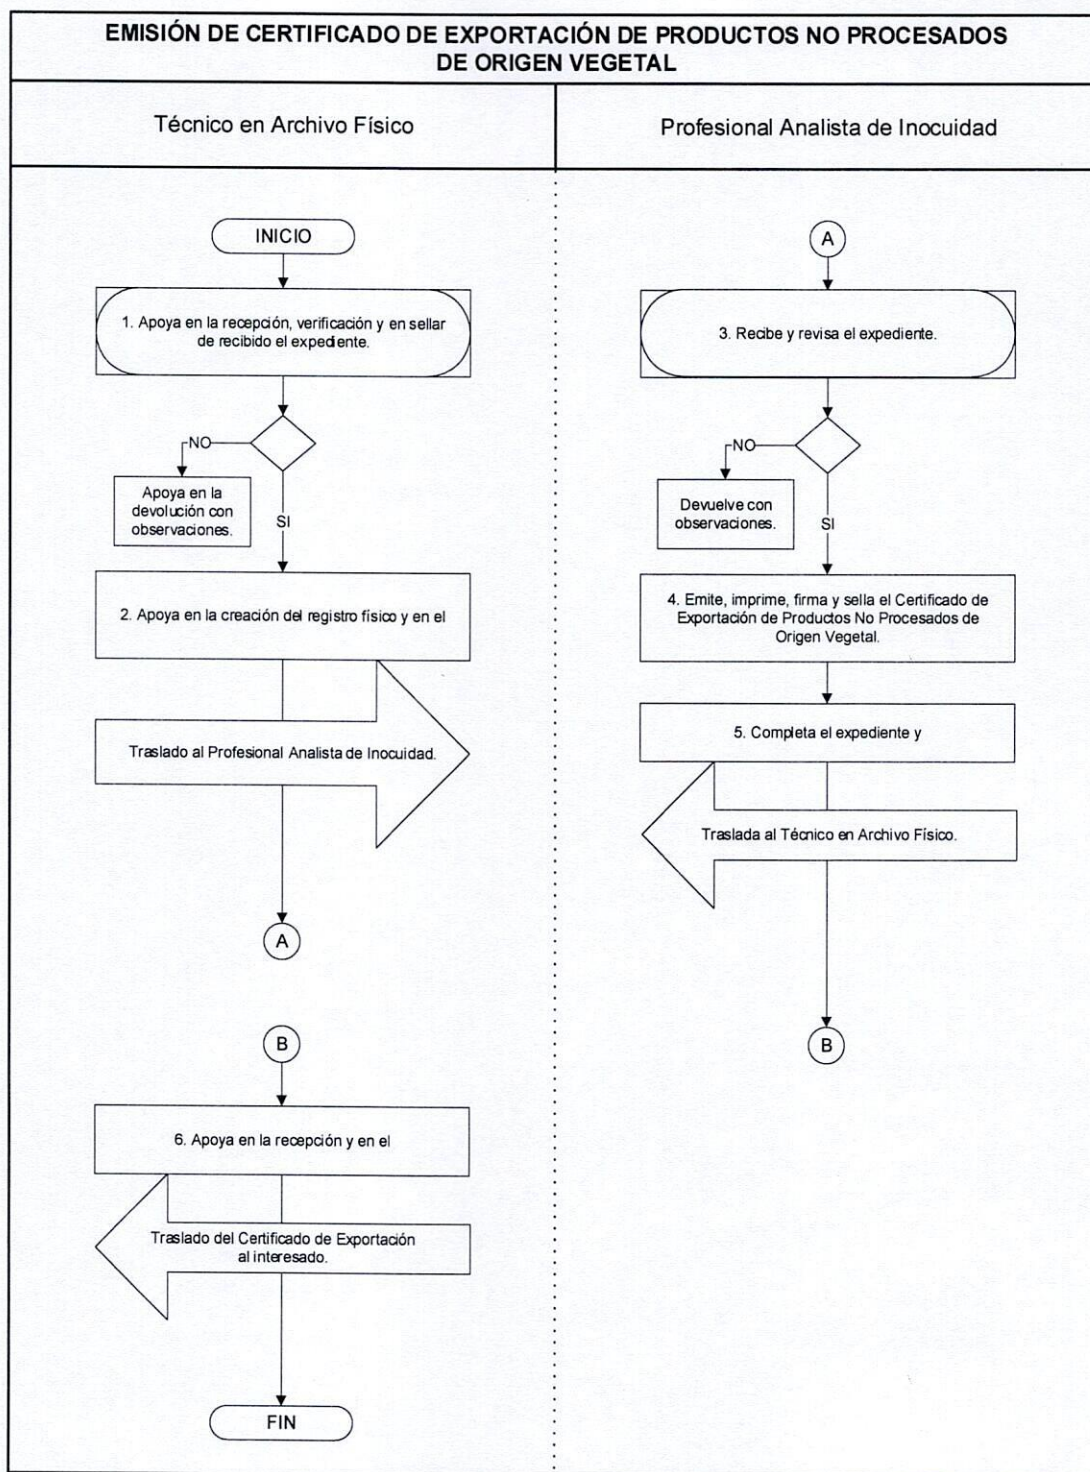 EMISIÓN DE CERTIFICADO DE EXPORTACIÓN DE PRODUCTOS NO PROCESADOS
DE ORIGEN VEGETAL
Técnico en Archivo Físico
Profesional Analista de Inocuidad
INICIO
1. Apoya en la recepción, verificación y en sellar
de recibido el expediente.
NO
Apoya en la
devolución con
observaciones.
SI
2. Apoya en la creación del registro físico y en el
Traslado al Profesional Analista de Inocuidad.
A
A
3. Recibe y revisa el expediente.
NO
Devuelve con
observaciones.
SI
4. Emite, imprime, firma y sella el Certificado de
Exportación de Productos No Procesados de
Origen Vegetal.
5. Completa el expediente y
Traslada al Técnico en Archivo Físico.
B
B
6. Apoya en la recepción y en el
Traslado del Certificado de Exportación
al interesado.
FIN